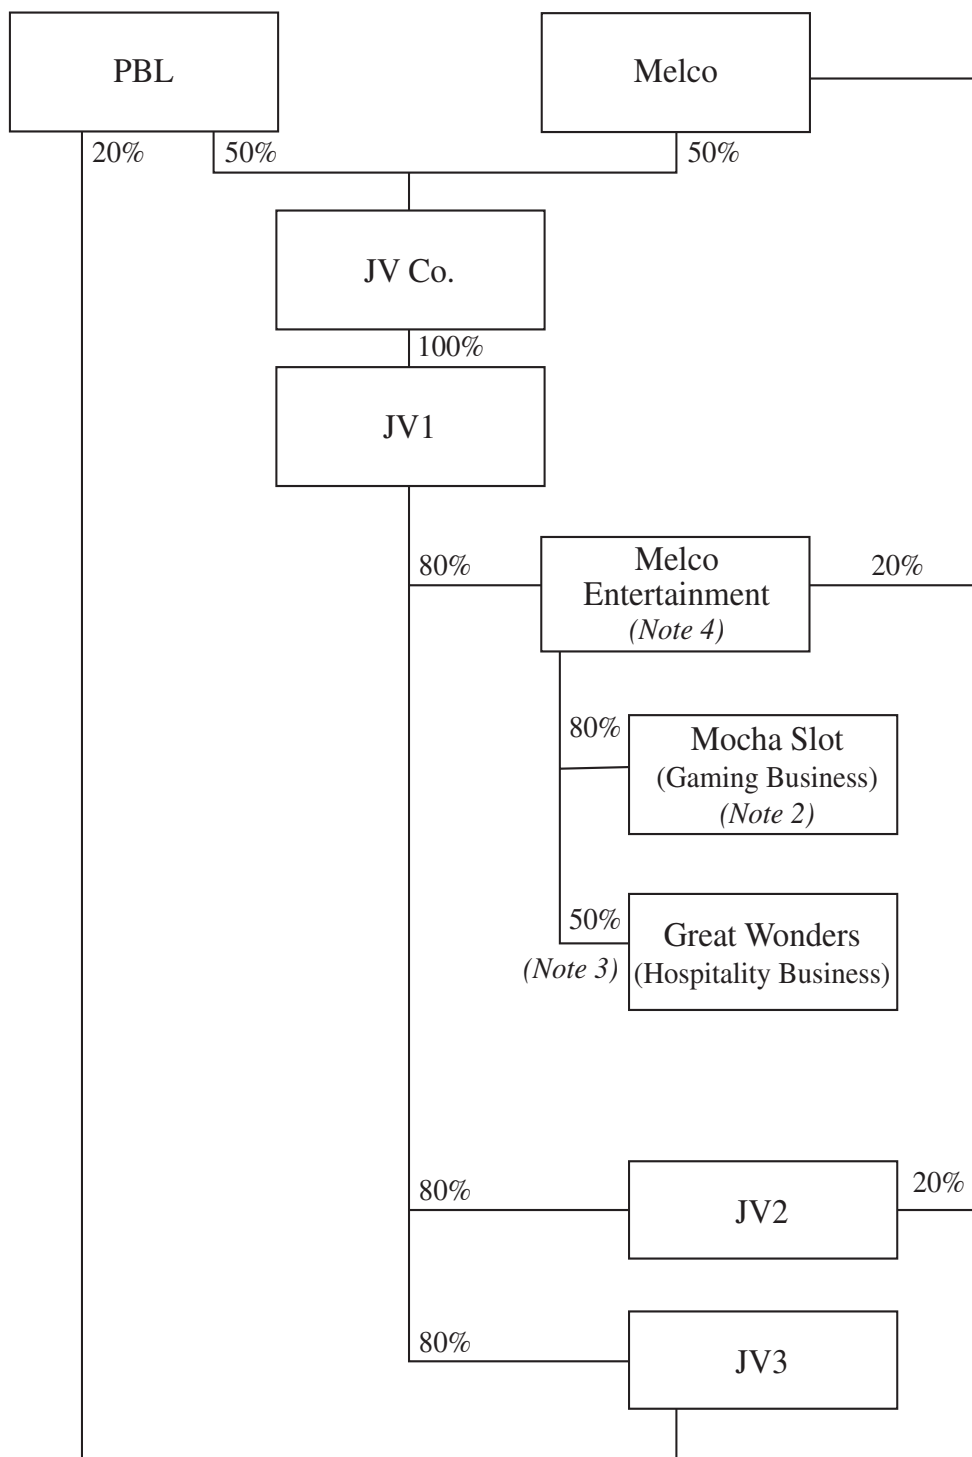 PBL
Melco
20%
50%
50%
JV Co.
100%
JV1
80%
Melco
Entertainment
(Note 4)
20%
80%
Mocha Slot
(Gaming Business)
(Note 2)
50%
(Note 3)
Great Wonders
(Hospitality Business)
80%
JV2
20%
80%
JV3